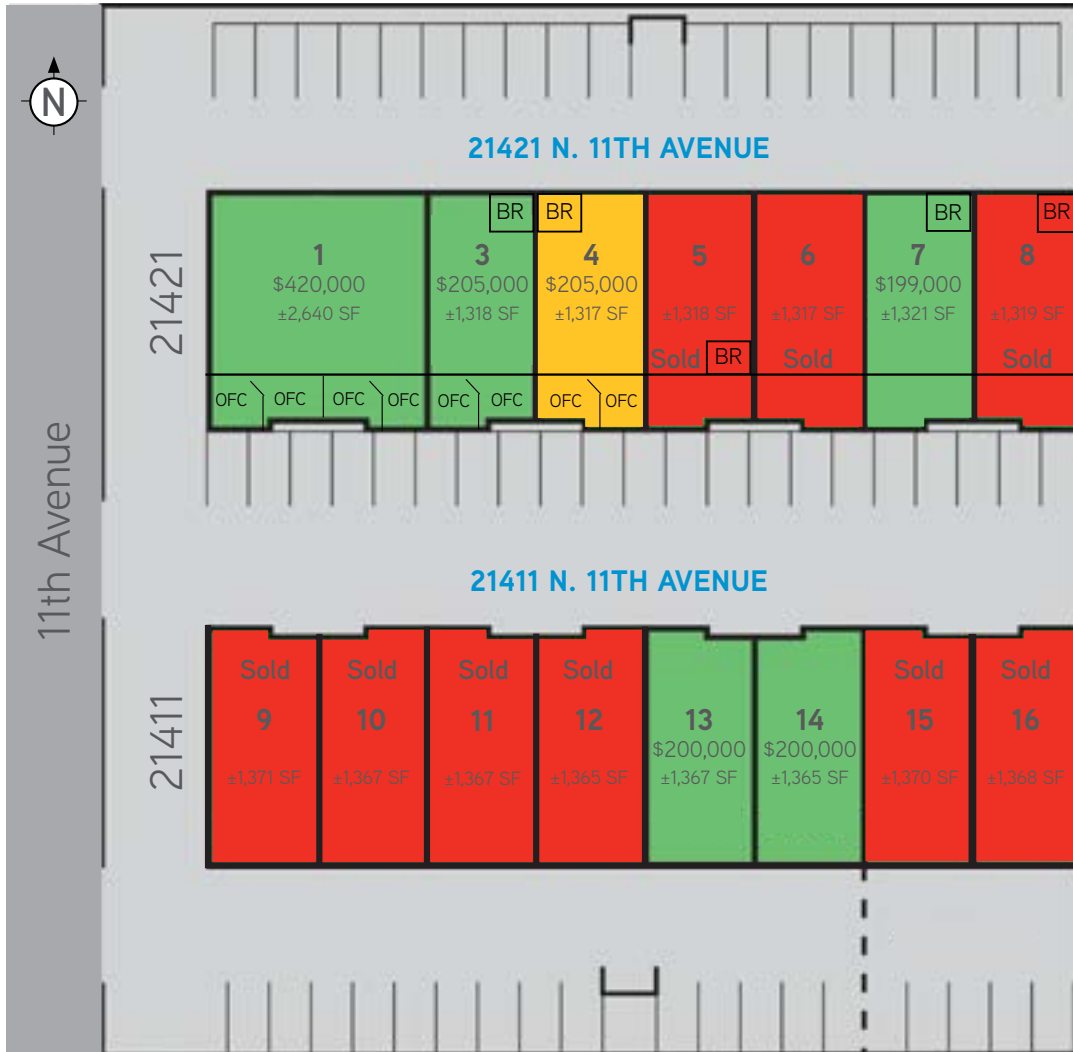 N
21421 N. 11TH AVENUE
21421
BR
BR
BR
BR
1
3
4
5
6
7
8
$420,000
$205,000
$205,000
$199,000
±2,640 SF
±1,318 SF
±1,317 SF
±1,318 SF
±1,317 SF
±1,321 SF
±1,319 SF
Sold
BR
Sold
Sold
OFC
OFC
OFC
OFC
OFC
OFC
OFC
OFC
11th Avenue
21411 N. 11TH AVENUE
21411
Sold
Sold
Sold
Sold
Sold
Sold
9
10
11
12
13
14
15
16
$200,000
$200,000
±1,371 SF
±1,367 SF
±1,367 SF
±1,365 SF
±1,367 SF
±1,365 SF
±1,370 SF
±1,368 SF